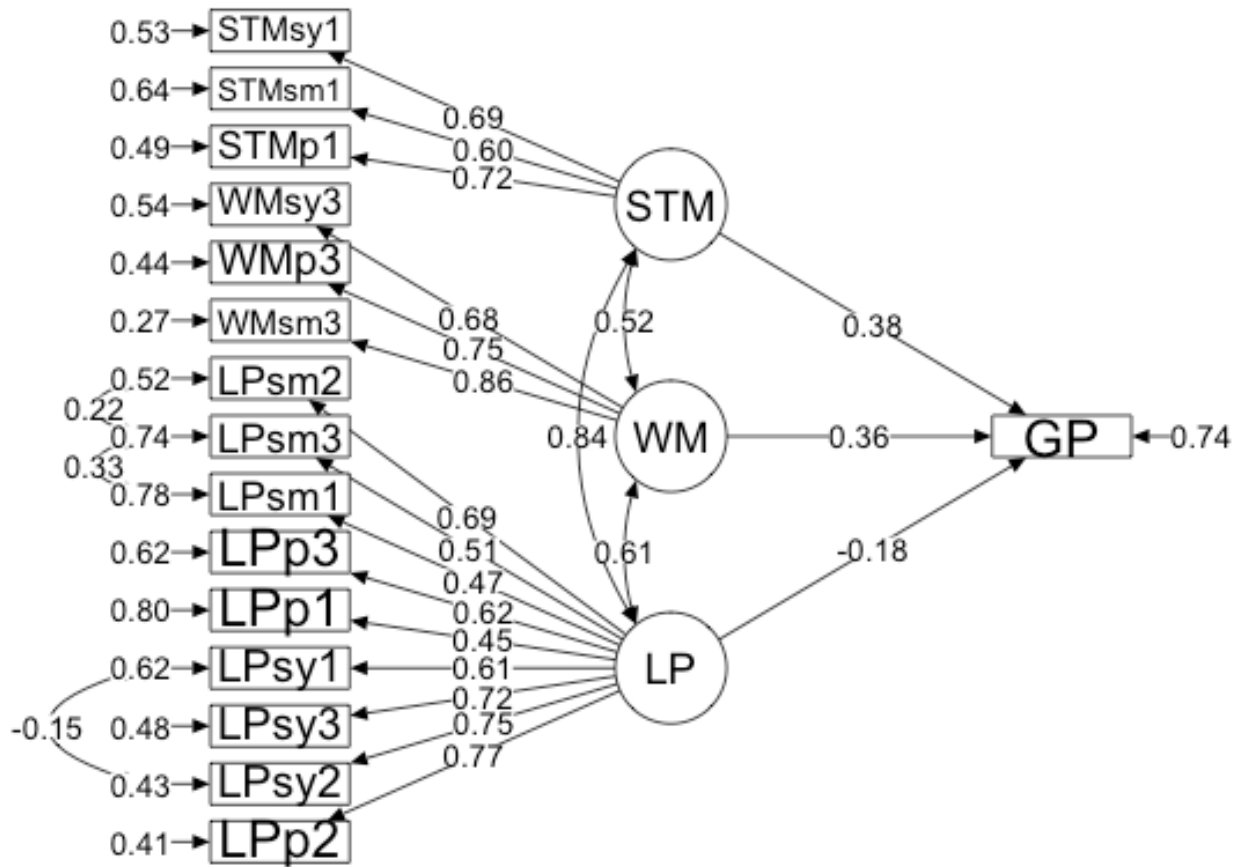 0.53 STMsy1
0.64 STMsm1
0.69
0.49 STMp1
0.60
0.72
0.54 WMsy3
STM
0.44 WMp3
0.27 WMsm3
0.68
0.52
0.38
0.75
0.52 LPsm2
0.86
0.22
0.74 LPsm3
0.84
WM
0.36
GP
0.74
0.33
0.78 LPsm1
0.69
0.62 LPp3
0.51
0.61
-0.18
0.47
0.80 LPp1
0.62
0.45
0.62 LPsy1
0.61
LP
0.72
-0.15
0.48 LPsy3
0.75
0.77
0.43 LPsy2
0.41 LPp2